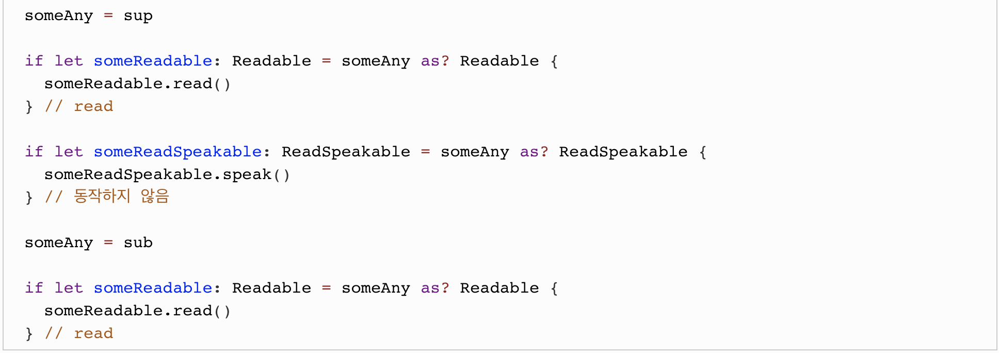 someAny = sup
if let someReadable: Readable = someAny as? Readable {
  someReadable.read()
} // read
if let someReadSpeakable: ReadSpeakable = someAny as? ReadSpeakable {
  someReadSpeakable.speak()
} // 동작하지 않음
someAny = sub
if let someReadable: Readable = someAny as? Readable {
  someReadable.read()
} // read